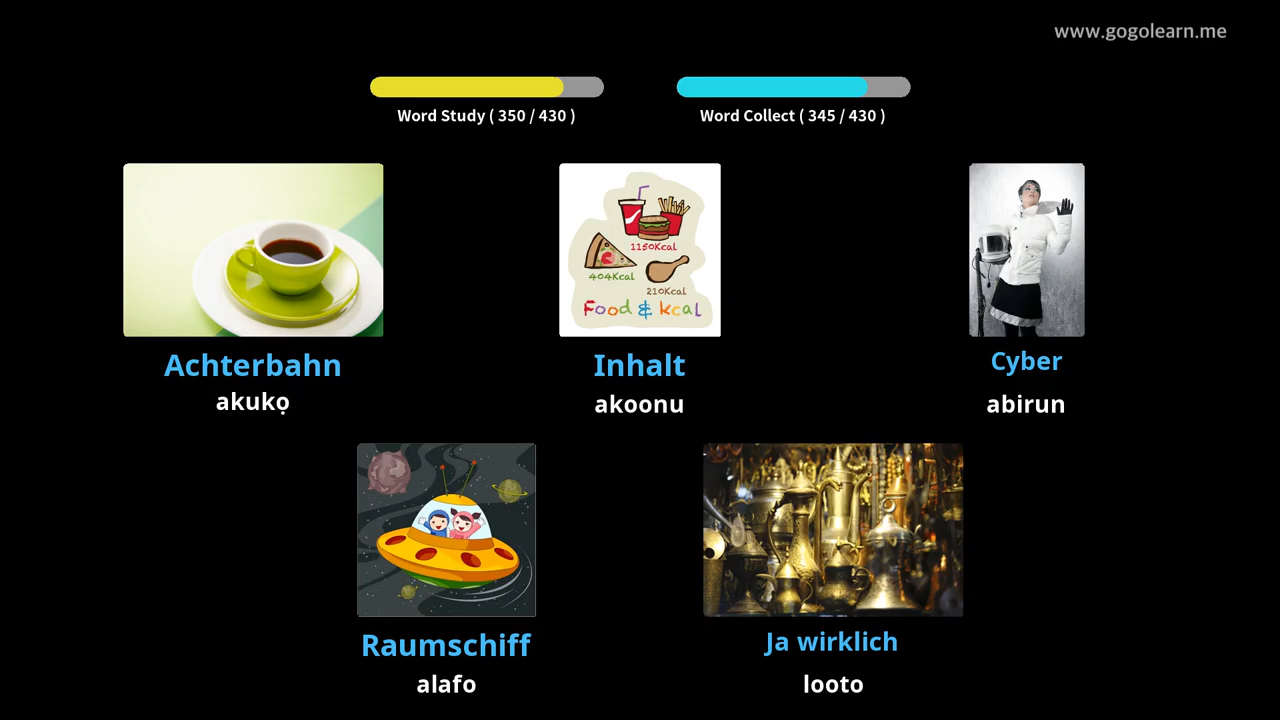 www.gogolearn.me
Word Study ( 350 / 430 )
Word Collect ( 345 / 430 )
1150Kcal
404Kcal
210Kcal
Food & kcal
Achterbahn
akukọ
Inhalt
akoonu
Cyber
abirun
Raumschiff
alafo
Ja wirklich
looto